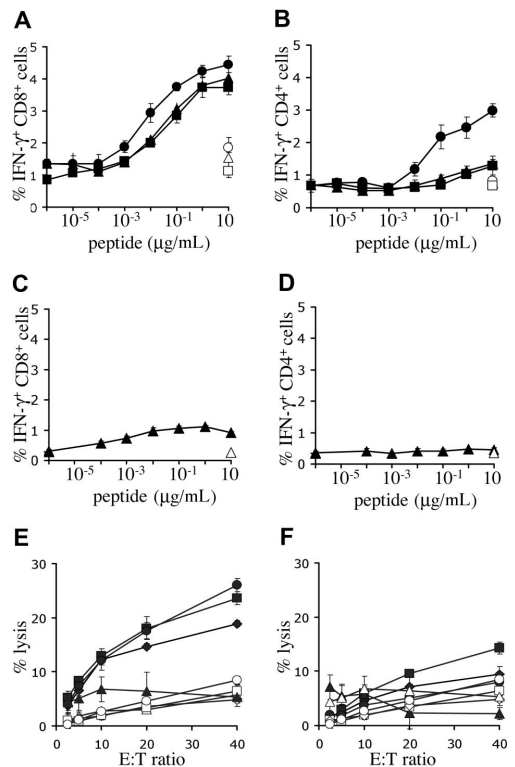 A
B
% IFN-γ⁺ CD8⁺ cells
5
4
3
2
1
0
10⁻⁵ 10⁻³ 10⁻¹ 10
peptide (µg/mL)
% IFN-γ⁺ CD4⁺ cells
5
4
3
2
1
0
10⁻⁵ 10⁻³ 10⁻¹ 10
peptide (µg/mL)
C
D
% IFN-γ⁺ CD8⁺ cells
5
4
3
2
1
0
10⁻⁵ 10⁻³ 10⁻¹ 10
peptide (µg/mL)
% IFN-γ⁺ CD4⁺ cells
5
4
3
2
1
0
10⁻⁵ 10⁻³ 10⁻¹ 10
peptide (µg/mL)
E
F
% lysis
30
20
10
0
0 10 20 30 40
E:T ratio
% lysis
30
20
10
0
0 10 20 30 40
E:T ratio